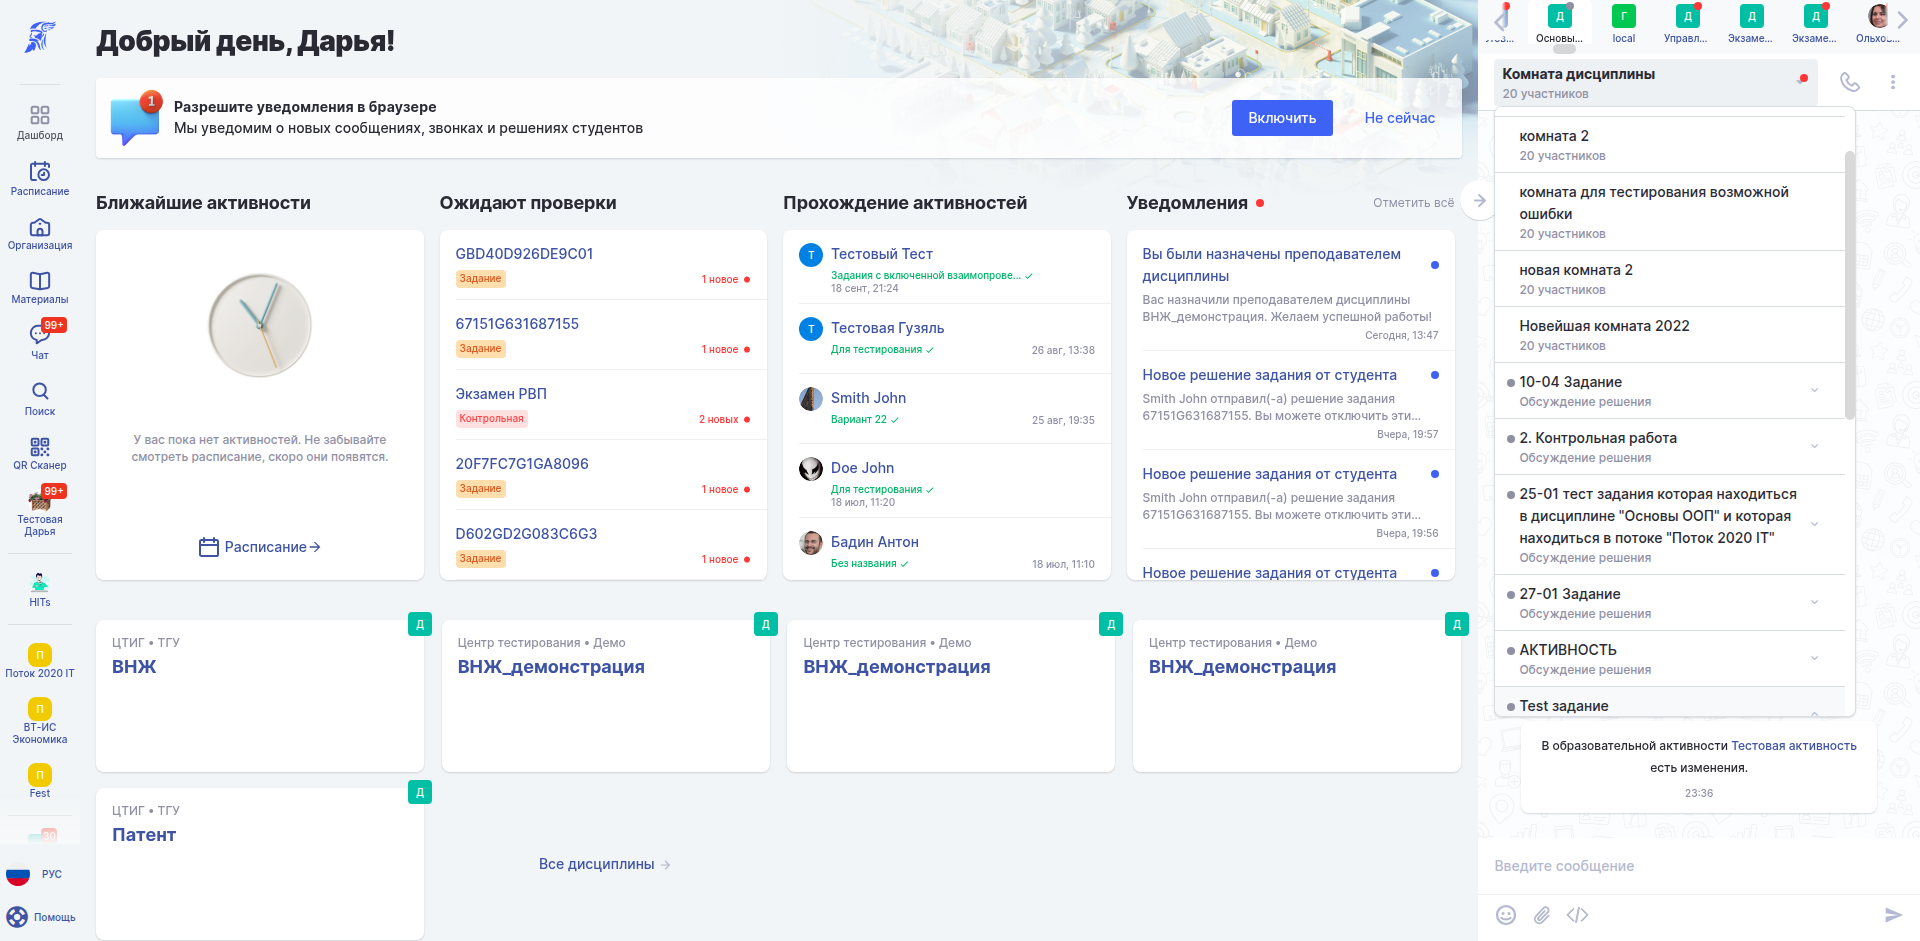 Дашборд
Расписание
Организация
Материалы
99+
Чат
Поиск
QR Сканер
99+
Тестовая
Дарья
HITs
П
Поток 2020 IT
П
ВТ-ИС
Экономика
П
Fest
30
РУС
Помощь
Добрый день, Дарья!
1
Разрешите уведомления в браузере
Мы уведомим о новых сообщениях, звонках и решениях студентов
Включить
Не сейчас
Ближайшие активности
У вас пока нет активностей. Не забывайте
смотреть расписание, скоро они появятся.
Расписание
Ожидают проверки
GBD40D926DE9C01
Задание
1 новое
67151G631687155
Задание
1 новое
Экзамен РВП
Контрольная
2 новых
20F7FC7G1GA8096
Задание
1 новое
D602GD2G083C6G3
Задание
1 новое
Прохождение активностей
Т
Тестовый Тест
Задания с включенной взаимопрове...
18 сент, 21:24
Т
Тестовая Гузяль
Для тестирования
26 авг, 13:38
Smith John
Вариант 22
25 авг, 19:35
Doe John
Для тестирования
18 июл, 11:20
Бадин Антон
Без названия
18 июл, 11:10
Уведомления
Отметить всё
Вы были назначены преподавателем
дисциплины
Вас назначили преподавателем дисциплины
ВНЖ_демонстрация. Желаем успешной работы!
Сегодня, 13:47
Новое решение задания от студента
Smith John отправил(-а) решение задания
67151G631687155. Вы можете отключить эти...
Вчера, 19:57
Новое решение задания от студента
Smith John отправил(-а) решение задания
67151G631687155. Вы можете отключить эти...
Вчера, 19:56
Новое решение задания от студента
Д
ЦТИГ • ТГУ
ВНЖ
Д
Центр тестирования • Демо
ВНЖ_демонстрация
Д
Центр тестирования • Демо
ВНЖ_демонстрация
Д
Центр тестирования • Демо
ВНЖ_демонстрация
Д
ЦТИГ • ТГУ
Патент
Все дисциплины
Д
Основы...
Г
local
Д
Управл...
Д
Экзаме...
Д
Экзаме...
Ольхо...
Комната дисциплины
20 участников
комната 2
20 участников
комната для тестирования возможной
ошибки
20 участников
новая комната 2
20 участников
Новейшая комната 2022
20 участников
10-04 Задание
Обсуждение решения
2. Контрольная работа
Обсуждение решения
25-01 тест задания которая находиться
в дисциплине "Основы ООП" и которая
находиться в потоке "Поток 2020 IT"
Обсуждение решения
27-01 Задание
Обсуждение решения
АКТИВНОСТЬ
Обсуждение решения
Test задание
В образовательной активности Тестовая активность
есть изменения.
23:36
Введите сообщение